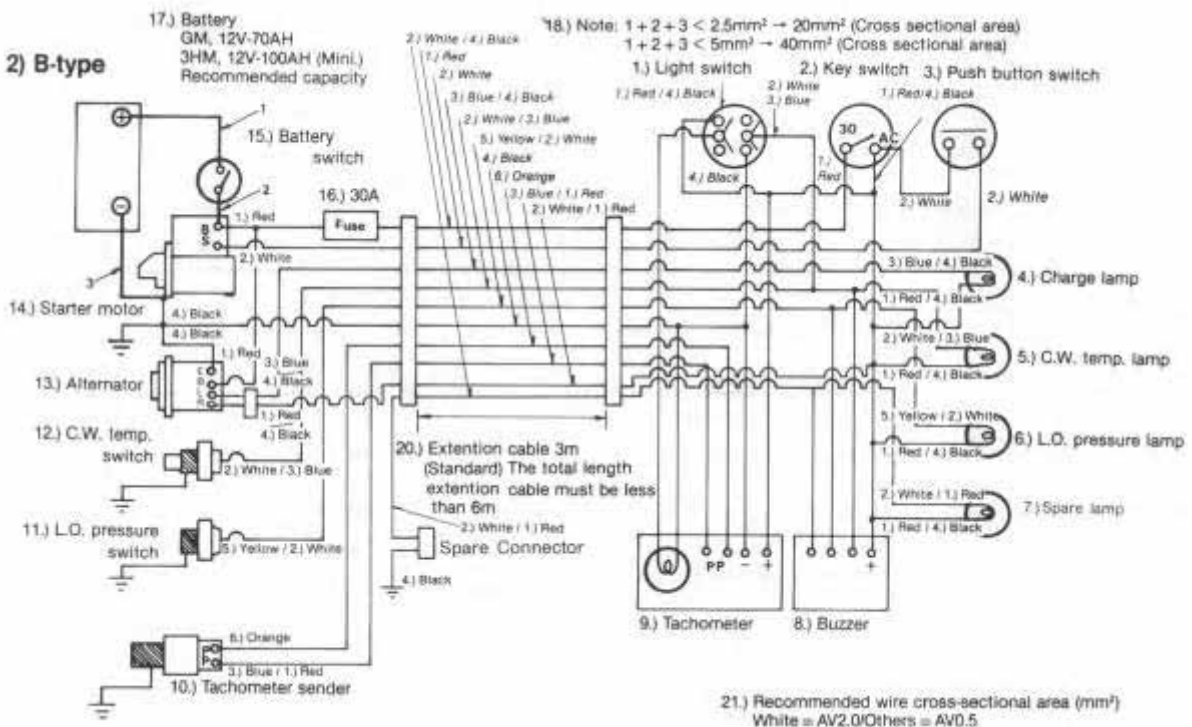 2) B-type
17.) Battery
GM, 12V-70AH
3HM, 12V-100AH (Mini.)
Recommended capacity
18.) Note: 1 + 2 + 3 < 2.5mm² → 20mm² (Cross sectional area)
1 + 2 + 3 < 5mm² → 40mm² (Cross sectional area)
1.) Light switch
2.) Key switch
3.) Push button switch
1.) Red / 4.) Black
2.) White
3.) Blue
1.) Red/4.) Black
30
AC
4.) Black
1.) Red
2.) White
2.) White
2.) White / 4.) Black
1.) Red
2.) White
3.) Blue / 4.) Black
2.) White / 3.) Blue
5.) Yellow / 2.) White
4.) Black
6.) Orange
3.) Blue / 1.) Red
2.) White / 1.) Red
1
15.) Battery
switch
2
16.) 30A
Fuse
1.) Red
B
S
2.) White
3
14.) Starter motor
4.) Black
4.) Black
1.) Red
3.) Blue
4.) Black
13.) Alternator
1.) Red
4.) Black
12.) C.W. temp.
switch
2.) White / 3.) Blue
11.) L.O. pressure
switch
5.) Yellow / 2.) White
6.) Orange
P
P
3.) Blue / 1.) Red
10.) Tachometer sender
20.) Extention cable 3m
(Standard) The total length
extention cable must be less
than 6m
2.) White / 1.) Red
Spare Connector
4.) Black
3.) Blue / 4.) Black
4.) Charge lamp
1.) Red / 4.) Black
2.) White / 3.) Blue
5.) C.W. temp. lamp
1.) Red / 4.) Black
5.) Yellow / 2.) White
6.) L.O. pressure lamp
1.) Red / 4.) Black
2.) White / 1.) Red
7.) Spare lamp
1.) Red / 4.) Black
PP
−
+
9.) Tachometer
+
8.) Buzzer
21.) Recommended wire cross-sectional area (mm²)
White = AV2.0/Others = AV0.5